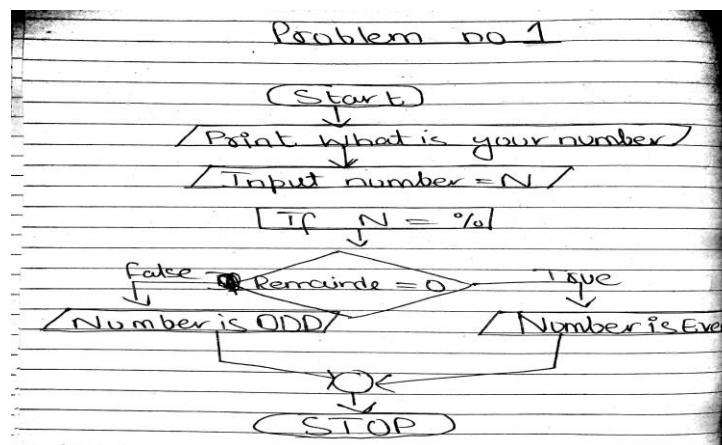 Problem no 1
Start
Print What is your number
Input number = N
If N = %
False
Remainde = 0
True
Number is ODD
Number is Eve
STOP